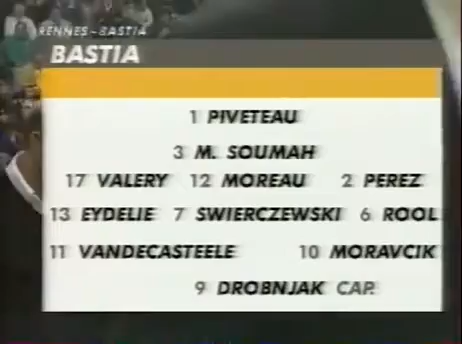 RENNES-BASTIA
BASTIA
1 PIVETEAU
3 M. SOUMAH
17 VALERY 12 MOREAU 2 PEREZ
13 EYDELIE 7 SWIERCZEWSKI 6 ROOL
11 VANDECASTEELE 10 MORAVCIK
9 DROBNJAK CAP.